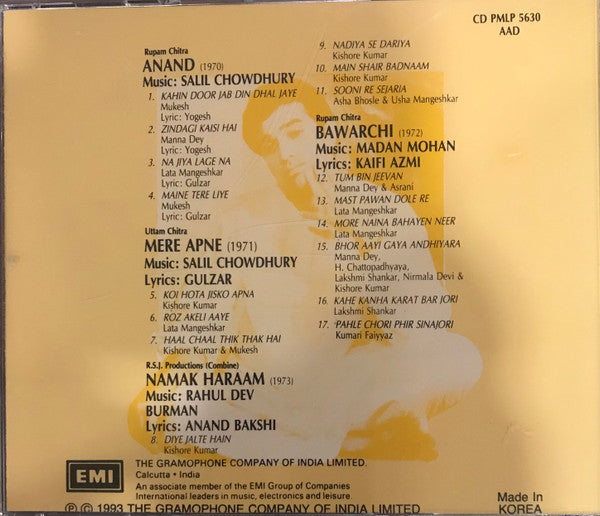 Rupam Chitra
ANAND (1970)
Music: SALIL CHOWDHURY
1. KAHIN DOOR JAB DIN DHAL JAYE
Mukesh
Lyric: Yogesh
2. ZINDAGI KAISI HAI
Manna Dey
Lyric: Yogesh
3. NA JIYA LAGE NA
Lata Mangeshkar
Lyric: Gulzar
4. MAINE TERE LIYE
Mukesh
Lyric: Gulzar
Uttam Chitra
MERE APNE (1971)
Music: SALIL CHOWDHURY
Lyrics: GULZAR
5. KOI HOTA JISKO APNA
Kishore Kumar
6. ROZ AKELI AAYE
Lata Mangeshkar
7. HAAL CHAAL THIK THAK HAI
Kishore Kumar & Mukesh
R.S.J. Productions (Combine)
NAMAK HARAAM (1973)
Music: RAHUL DEV
BURMAN
Lyrics: ANAND BAKSHI
8. DIYE JALTE HAIN
Kishore Kumar
9. NADIYA SE DARIYA
Kishore Kumar
10. MAIN SHAIR BADNAAM
Kishore Kumar
11. SOONI RE SEJARIA
Asha Bhosle & Usha Mangeshkar
Rupam Chitra
BAWARCHI (1972)
Music: MADAN MOHAN
Lyrics: KAIFI AZMI
12. TUM BIN JEEVAN
Manna Dey & Asrani
13. MAST PAWAN DOLE RE
Lata Mangeshkar
14. MORE NAINA BAHAYEN NEER
Lata Mangeshkar
15. BHOR AAYI GAYA ANDHIYARA
Manna Dey,
H. Chattopadhyaya,
Lakshmi Shankar, Nirmala Devi &
Kishore Kumar
16. KAHE KANHA KARAT BAR JORI
Lakshmi Shankar
17. PAHLE CHORI PHIR SINAJORI
Kumari Faiyyaz
CD PMLP 5630
AAD
EMI
THE GRAMOPHONE COMPANY OF INDIA LIMITED.
Calcutta • India
An associate member of the EMI Group of Companies
International leaders in music, electronics and leisure.
Ⓟ © 1993 THE GRAMOPHONE COMPANY OF INDIA LIMITED
Made In
KOREA